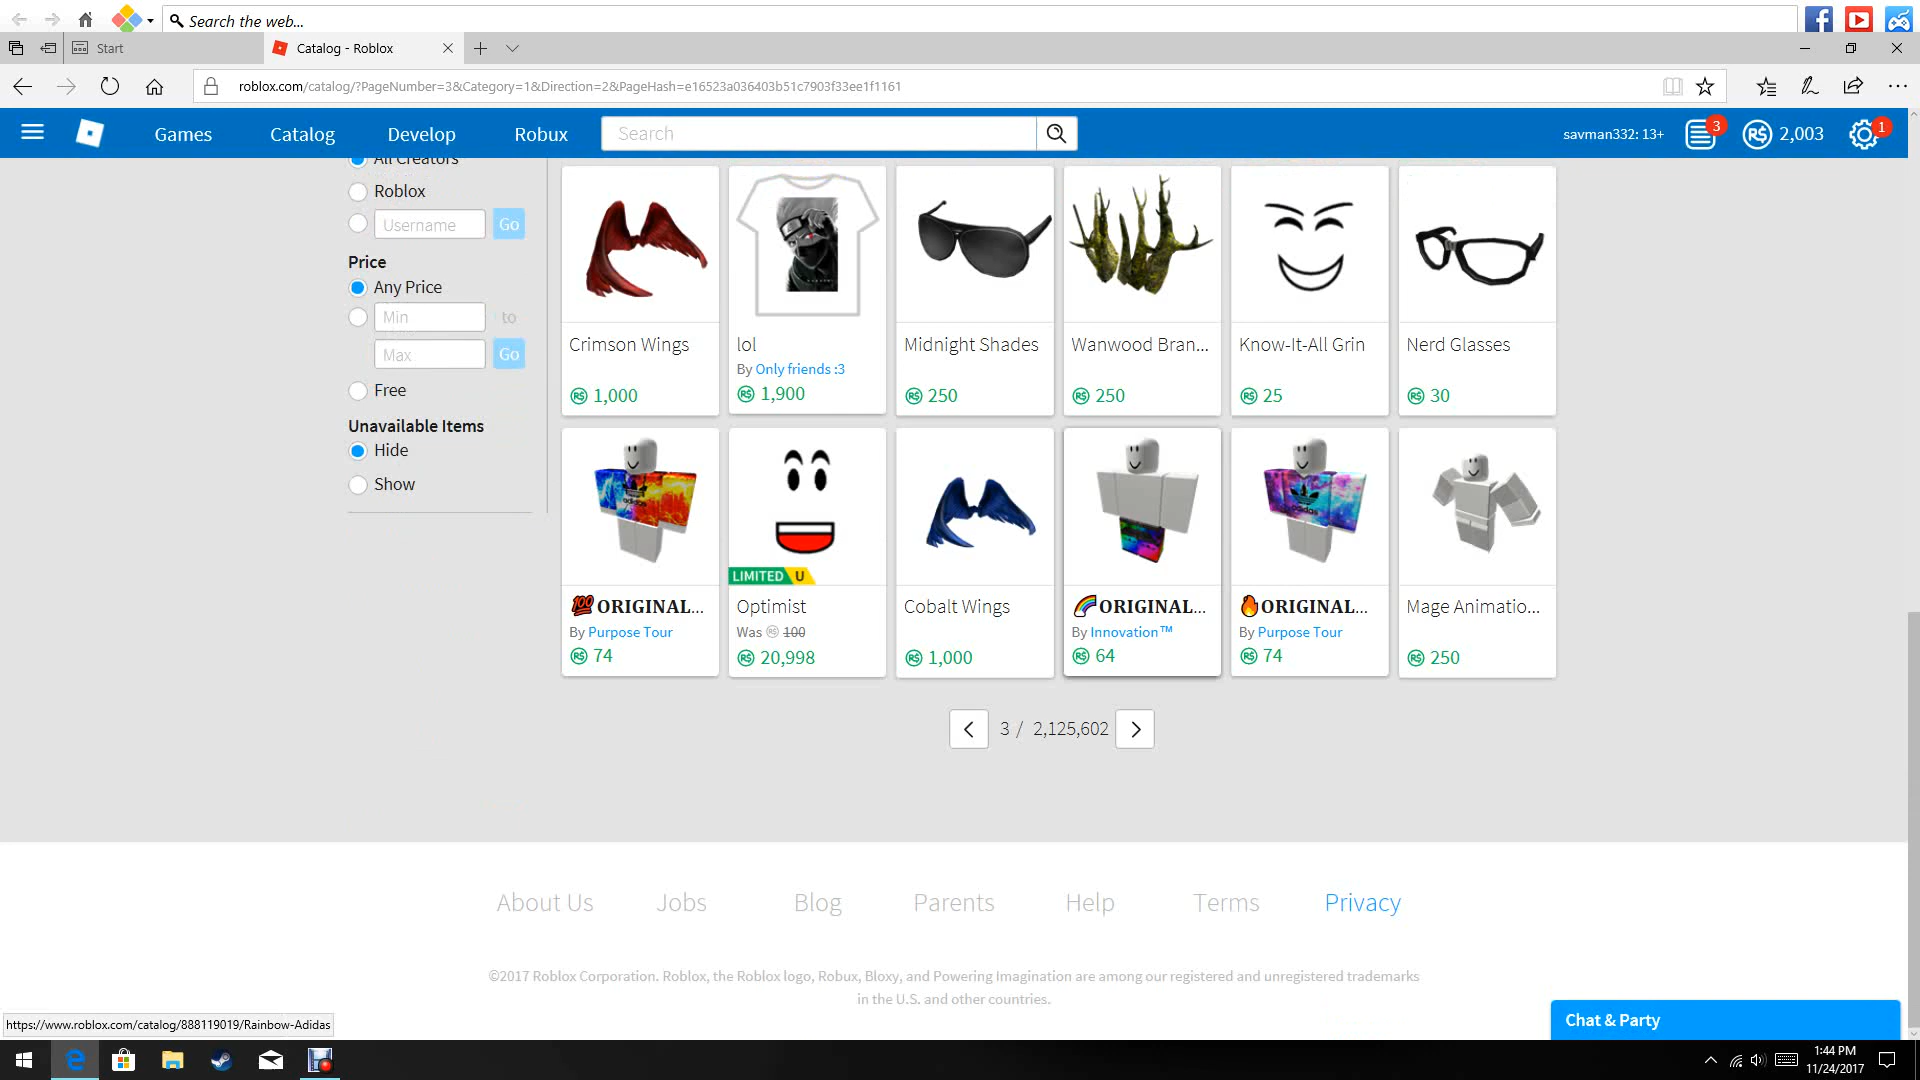 Search the web...
Start
Catalog - Roblox
roblox.com/catalog/?PageNumber=3&Category=1&Direction=2&PageHash=e16523a036403b51c7903f33ee1f1161
Games
Catalog
Develop
Robux
Search
savman332: 13+
3
R$ 2,003
1
All Creators
Roblox
Username
Go
Price
Any Price
Min
to
Max
Go
Free
Unavailable Items
Hide
Show
Crimson Wings
R$ 1,000
lol
By Only friends :3
R$ 1,900
Midnight Shades
R$ 250
Wanwood Bran...
R$ 250
Know-It-All Grin
R$ 25
Nerd Glasses
R$ 30
adidas
💯ORIGINAL...
By Purpose Tour
R$ 74
LIMITED U
Optimist
Was R$ 100
R$ 20,998
Cobalt Wings
R$ 1,000
🌈ORIGINAL...
By Innovation™
R$ 64
adidas
🔥ORIGINAL...
By Purpose Tour
R$ 74
Mage Animatio...
R$ 250
3 / 2,125,602
About Us
Jobs
Blog
Parents
Help
Terms
Privacy
©2017 Roblox Corporation. Roblox, the Roblox logo, Robux, Bloxy, and Powering Imagination are among our registered and unregistered trademarks
in the U.S. and other countries.
Chat & Party
https://www.roblox.com/catalog/888119019/Rainbow-Adidas
1:44 PM
11/24/2017